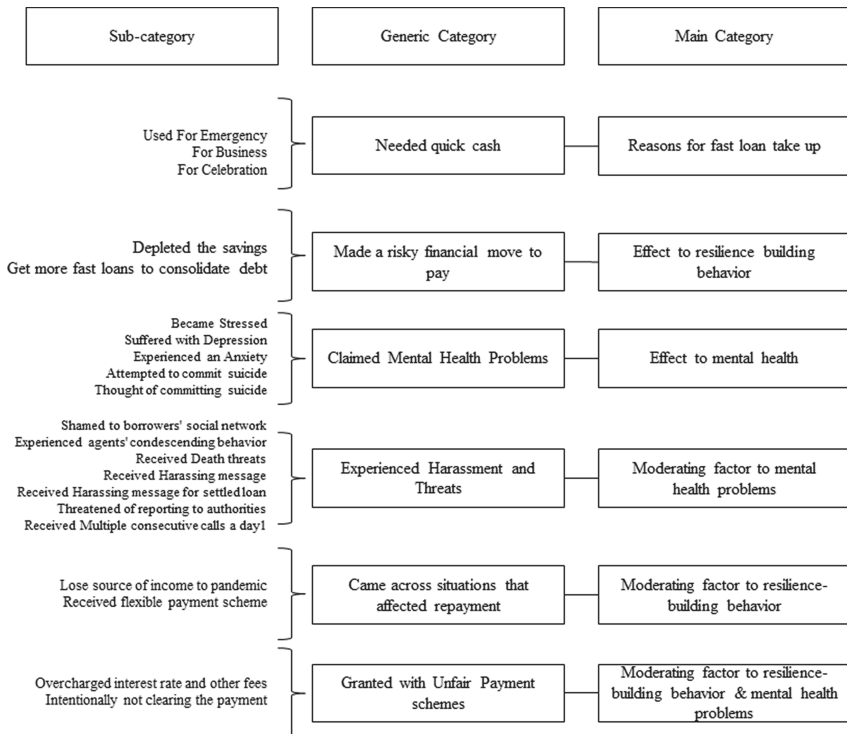 Sub-category
Generic Category
Main Category
Used For Emergency
For Business
For Celebration
Needed quick cash
Reasons for fast loan take up
Depleted the savings
Get more fast loans to consolidate debt
Made a risky financial move to
pay
Effect to resilience building
behavior
Became Stressed
Suffered with Depression
Experienced an Anxiety
Attempted to commit suicide
Thought of committing suicide
Claimed Mental Health Problems
Effect to mental health
Shamed to borrowers' social network
Experienced agents' condescending behavior
Received Death threats
Received Harassing message
Received Harassing message for settled loan
Threatened of reporting to authorities
Received Multiple consecutive calls a day1
Experienced Harassment and
Threats
Moderating factor to mental
health problems
Lose source of income to pandemic
Received flexible payment scheme
Came across situations that
affected repayment
Moderating factor to resilience-
building behavior
Overcharged interest rate and other fees
Intentionally not clearing the payment
Granted with Unfair Payment
schemes
Moderating factor to resilience-
building behavior & mental health
problems